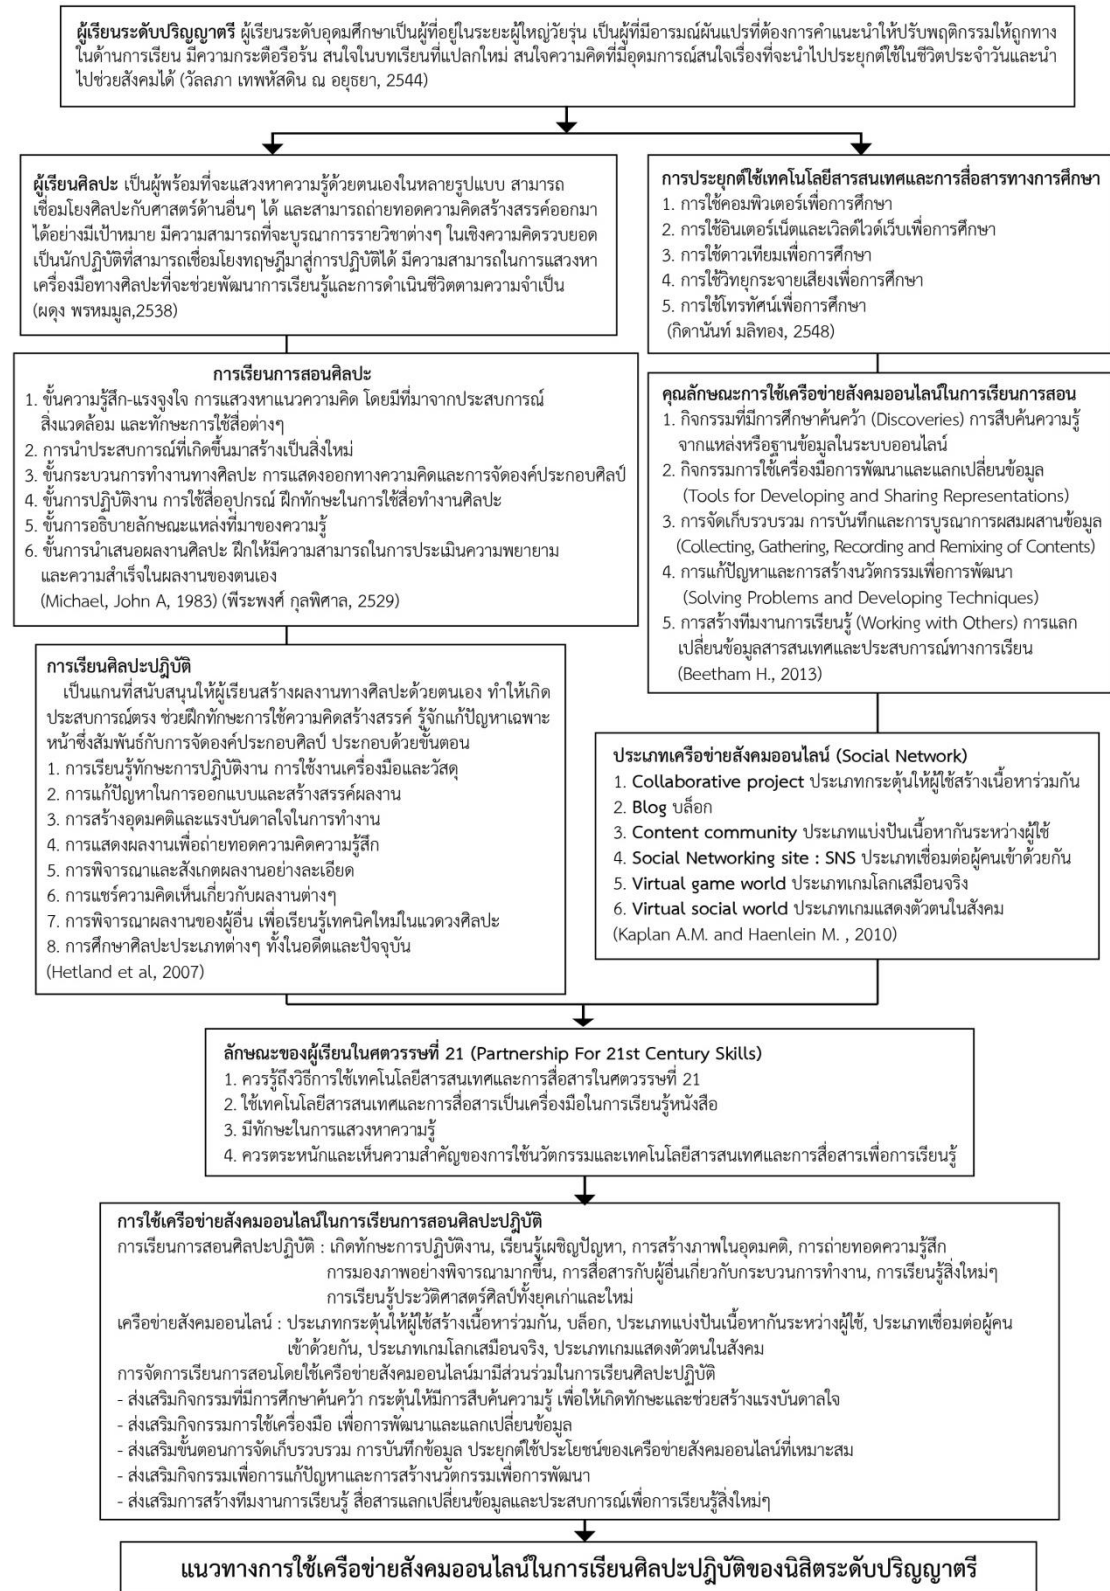 ผู้เรียนระดับปริญญาตรี ผู้เรียนระดับอุดมศึกษาเป็นผู้ที่อยู่ในระยะผู้ใหญ่วัยรุ่น เป็นผู้ที่มีอารมณ์ผันแปรที่ต้องการคำแนะนำให้ปรับพฤติกรรมให้ถูกทาง
ในด้านการเรียน มีความกระตือรือร้น สนใจในบทเรียนที่แปลกใหม่ สนใจความคิดที่มีอุดมการณ์สนใจเรื่องที่จะนำไปประยุกต์ใช้ในชีวิตประจำวันและนำ
ไปช่วยสังคมได้ (วัลลภา เทพหัสดิน ณ อยุธยา, 2544)
ผู้เรียนศิลปะ เป็นผู้พร้อมที่จะแสวงหาความรู้ด้วยตนเองในหลายรูปแบบ สามารถ
เชื่อมโยงศิลปะกับศาสตร์ด้านอื่นๆ ได้ และสามารถถ่ายทอดความคิดสร้างสรรค์ออกมา
ได้อย่างมีเป้าหมาย มีความสามารถที่จะบูรณาการรายวิชาต่างๆ ในเชิงความคิดรวบยอด
เป็นนักปฏิบัติที่สามารถเชื่อมโยงทฤษฎีมาสู่การปฏิบัติได้ มีความสามารถในการแสวงหา
เครื่องมือทางศิลปะที่จะช่วยพัฒนาการเรียนรู้และการดำเนินชีวิตตามความจำเป็น
(ผดุง พรหมมูล,2538)
การเรียนการสอนศิลปะ
1. ขั้นความรู้สึก-แรงจูงใจ การแสวงหาแนวความคิด โดยมีที่มาจากประสบการณ์
สิ่งแวดล้อม และทักษะการใช้สื่อต่างๆ
2. การนำประสบการณ์ที่เกิดขึ้นมาสร้างเป็นสิ่งใหม่
3. ขั้นกระบวนการทำงานทางศิลปะ การแสดงออกทางความคิดและการจัดองค์ประกอบศิลป์
4. ขั้นการปฏิบัติงาน การใช้สื่ออุปกรณ์ ฝึกทักษะในการใช้สื่อทำงานศิลปะ
5. ขั้นการอธิบายลักษณะแหล่งที่มาของความรู้
6. ขั้นการนำเสนอผลงานศิลปะ ฝึกให้มีความสามารถในการประเมินความพยายาม
และความสำเร็จในผลงานของตนเอง
(Michael, John A, 1983) (พีระพงศ์ กุลพิศาล, 2529)
การเรียนศิลปะปฏิบัติ
เป็นแกนที่สนับสนุนให้ผู้เรียนสร้างผลงานทางศิลปะด้วยตนเอง ทำให้เกิด
ประสบการณ์ตรง ช่วยฝึกทักษะการใช้ความคิดสร้างสรรค์ รู้จักแก้ปัญหาเฉพาะ
หน้าซึ่งสัมพันธ์กับการจัดองค์ประกอบศิลป์ ประกอบด้วยขั้นตอน
1. การเรียนรู้ทักษะการปฏิบัติงาน การใช้งานเครื่องมือและวัสดุ
2. การแก้ปัญหาในการออกแบบและสร้างสรรค์ผลงาน
3. การสร้างอุดมคติและแรงบันดาลใจในการทำงาน
4. การแสดงผลงานเพื่อถ่ายทอดความคิดความรู้สึก
5. การพิจารณาและสังเกตผลงานอย่างละเอียด
6. การแชร์ความคิดเห็นเกี่ยวกับผลงานต่างๆ
7. การพิจารณาผลงานของผู้อื่น เพื่อเรียนรู้เทคนิคใหม่ในแวดวงศิลปะ
8. การศึกษาศิลปะประเภทต่างๆ ทั้งในอดีตและปัจจุบัน
(Hetland et al, 2007)
การประยุกต์ใช้เทคโนโลยีสารสนเทศและการสื่อสารทางการศึกษา
1. การใช้คอมพิวเตอร์เพื่อการศึกษา
2. การใช้อินเตอร์เน็ตและเวิลด์ไวด์เว็บเพื่อการศึกษา
3. การใช้ดาวเทียมเพื่อการศึกษา
4. การใช้วิทยุกระจายเสียงเพื่อการศึกษา
5. การใช้โทรทัศน์เพื่อการศึกษา
(กิดานันท์ มลิทอง, 2548)
คุณลักษณะการใช้เครือข่ายสังคมออนไลน์ในการเรียนการสอน
1. กิจกรรมที่มีการศึกษาค้นคว้า (Discoveries) การสืบค้นความรู้
จากแหล่งหรือฐานข้อมูลในระบบออนไลน์
2. กิจกรรมการใช้เครื่องมือการพัฒนาและแลกเปลี่ยนข้อมูล
(Tools for Developing and Sharing Representations)
3. การจัดเก็บรวบรวม การบันทึกและการบูรณาการผสมผสานข้อมูล
(Collecting, Gathering, Recording and Remixing of Contents)
4. การแก้ปัญหาและการสร้างนวัตกรรมเพื่อการพัฒนา
(Solving Problems and Developing Techniques)
5. การสร้างทีมงานการเรียนรู้ (Working with Others) การแลก
เปลี่ยนข้อมูลสารสนเทศและประสบการณ์ทางการเรียน
(Beetham H., 2013)
ประเภทเครือข่ายสังคมออนไลน์ (Social Network)
1. Collaborative project ประเภทกระตุ้นให้ผู้ใช้สร้างเนื้อหาร่วมกัน
2. Blog บล็อก
3. Content community ประเภทแบ่งปันเนื้อหากันระหว่างผู้ใช้
4. Social Networking site : SNS ประเภทเชื่อมต่อผู้คนเข้าด้วยกัน
5. Virtual game world ประเภทเกมโลกเสมือนจริง
6. Virtual social world ประเภทเกมแสดงตัวตนในสังคม
(Kaplan A.M. and Haenlein M. , 2010)
ลักษณะของผู้เรียนในศตวรรษที่ 21 (Partnership For 21st Century Skills)
1. ควรรู้ถึงวิธีการใช้เทคโนโลยีสารสนเทศและการสื่อสารในศตวรรษที่ 21
2. ใช้เทคโนโลยีสารสนเทศและการสื่อสารเป็นเครื่องมือในการเรียนรู้หนังสือ
3. มีทักษะในการแสวงหาความรู้
4. ควรตระหนักและเห็นความสำคัญของการใช้นวัตกรรมและเทคโนโลยีสารสนเทศและการสื่อสารเพื่อการเรียนรู้
การใช้เครือข่ายสังคมออนไลน์ในการเรียนการสอนศิลปะปฏิบัติ
การเรียนการสอนศิลปะปฏิบัติ : เกิดทักษะการปฏิบัติงาน, เรียนรู้เผชิญปัญหา, การสร้างภาพในอุดมคติ, การถ่ายทอดความรู้สึก
การมองภาพอย่างพิจารณามากขึ้น, การสื่อสารกับผู้อื่นเกี่ยวกับกระบวนการทำงาน, การเรียนรู้สิ่งใหม่ๆ
การเรียนรู้ประวัติศาสตร์ศิลป์ทั้งยุคเก่าและใหม่
เครือข่ายสังคมออนไลน์ : ประเภทกระตุ้นให้ผู้ใช้สร้างเนื้อหาร่วมกัน, บล็อก, ประเภทแบ่งปันเนื้อหากันระหว่างผู้ใช้, ประเภทเชื่อมต่อผู้คน
เข้าด้วยกัน, ประเภทเกมโลกเสมือนจริง, ประเภทเกมแสดงตัวตนในสังคม
การจัดการเรียนการสอนโดยใช้เครือข่ายสังคมออนไลน์มามีส่วนร่วมในการเรียนศิลปะปฏิบัติ
- ส่งเสริมกิจกรรมที่มีการศึกษาค้นคว้า กระตุ้นให้มีการสืบค้นความรู้ เพื่อให้เกิดทักษะและช่วยสร้างแรงบันดาลใจ
- ส่งเสริมกิจกรรมการใช้เครื่องมือ เพื่อการพัฒนาและแลกเปลี่ยนข้อมูล
- ส่งเสริมขั้นตอนการจัดเก็บรวบรวม การบันทึกข้อมูล ประยุกต์ใช้ประโยชน์ของเครือข่ายสังคมออนไลน์ที่เหมาะสม
- ส่งเสริมกิจกรรมเพื่อการแก้ปัญหาและการสร้างนวัตกรรมเพื่อการพัฒนา
- ส่งเสริมการสร้างทีมงานการเรียนรู้ สื่อสารแลกเปลี่ยนข้อมูลและประสบการณ์เพื่อการเรียนรู้สิ่งใหม่ๆ
แนวทางการใช้เครือข่ายสังคมออนไลน์ในการเรียนศิลปะปฏิบัติของนิสิตระดับปริญญาตรี